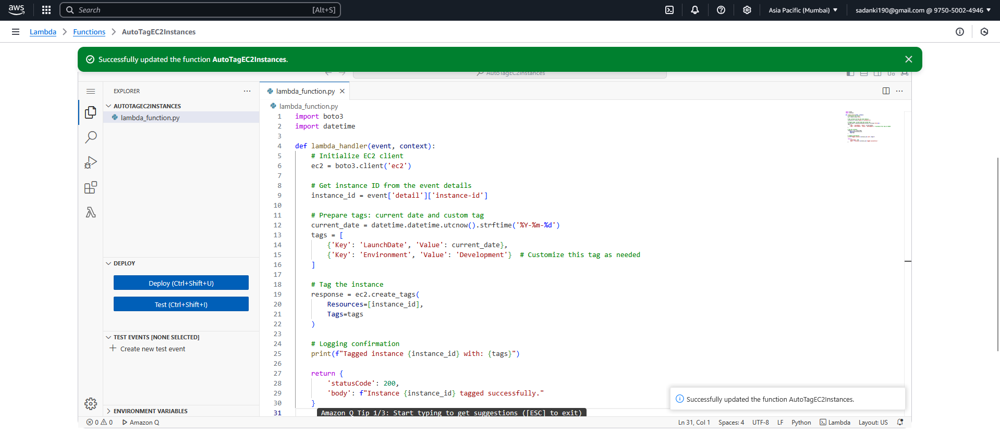 aws
Search [Alt+S]
Asia Pacific (Mumbai) ▼
sadanki190@gmail.com @ 9750-5002-4946 ▼
Lambda > Functions > AutoTagEC2Instances
Successfully updated the function AutoTagEC2Instances.
AutoTagEC2Instances
EXPLORER
AUTOTAGEC2INSTANCES
lambda_function.py
DEPLOY
Deploy (Ctrl+Shift+U)
Test (Ctrl+Shift+I)
TEST EVENTS [NONE SELECTED]
+ Create new test event
ENVIRONMENT VARIABLES
lambda_function.py
lambda_function.py
1 import boto3
2 import datetime
3
4 def lambda_handler(event, context):
5     # Initialize EC2 client
6     ec2 = boto3.client('ec2')
7
8     # Get instance ID from the event details
9     instance_id = event['detail']['instance-id']
10
11     # Prepare tags: current date and custom tag
12     current_date = datetime.datetime.utcnow().strftime('%Y-%m-%d')
13     tags = [
14         {'Key': 'LaunchDate', 'Value': current_date},
15         {'Key': 'Environment', 'Value': 'Development'}  # Customize this tag as needed
16     ]
17
18     # Tag the instance
19     response = ec2.create_tags(
20         Resources=[instance_id],
21         Tags=tags
22     )
23
24     # Logging confirmation
25     print(f"Tagged instance {instance_id} with: {tags}")
26
27     return {
28         'statusCode': 200,
29         'body': f"Instance {instance_id} tagged successfully."
30     }
31
Amazon Q Tip 1/3: Start typing to get suggestions ([ESC] to exit)
Successfully updated the function AutoTagEC2Instances.
0 0 Amazon Q
Ln 31, Col 1 Spaces: 4 UTF-8 LF Python Lambda Layout: US